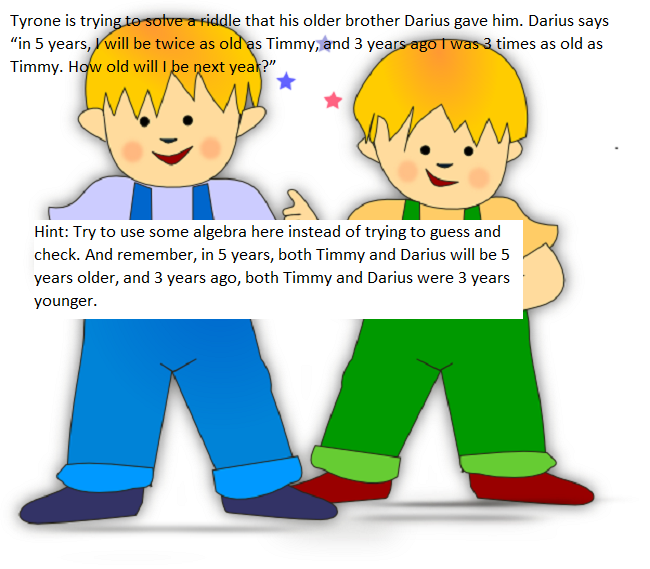 Tyrone is trying to solve a riddle that his older brother Darius gave him. Darius says
“in 5 years, I will be twice as old as Timmy, and 3 years ago I was 3 times as old as
Timmy. How old will I be next year?”
Hint: Try to use some algebra here instead of trying to guess and
check. And remember, in 5 years, both Timmy and Darius will be 5
years older, and 3 years ago, both Timmy and Darius were 3 years
younger.